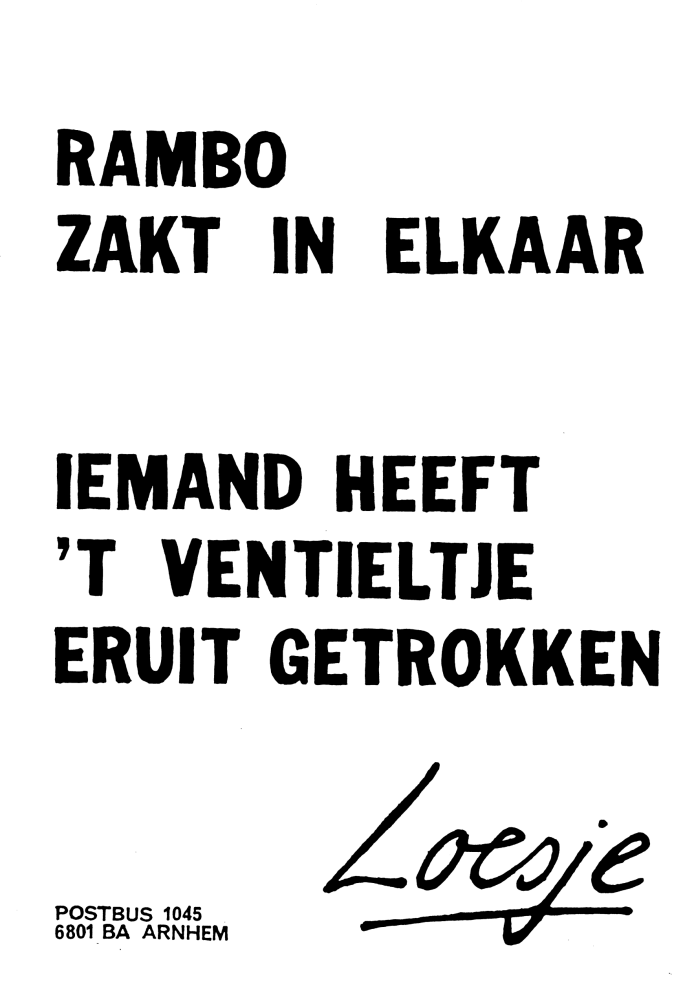 RAMBO
ZAKT IN ELKAAR
IEMAND HEEFT
'T VENTIELTJE
ERUIT GETROKKEN
Loesje
POSTBUS 1045
6801 BA ARNHEM